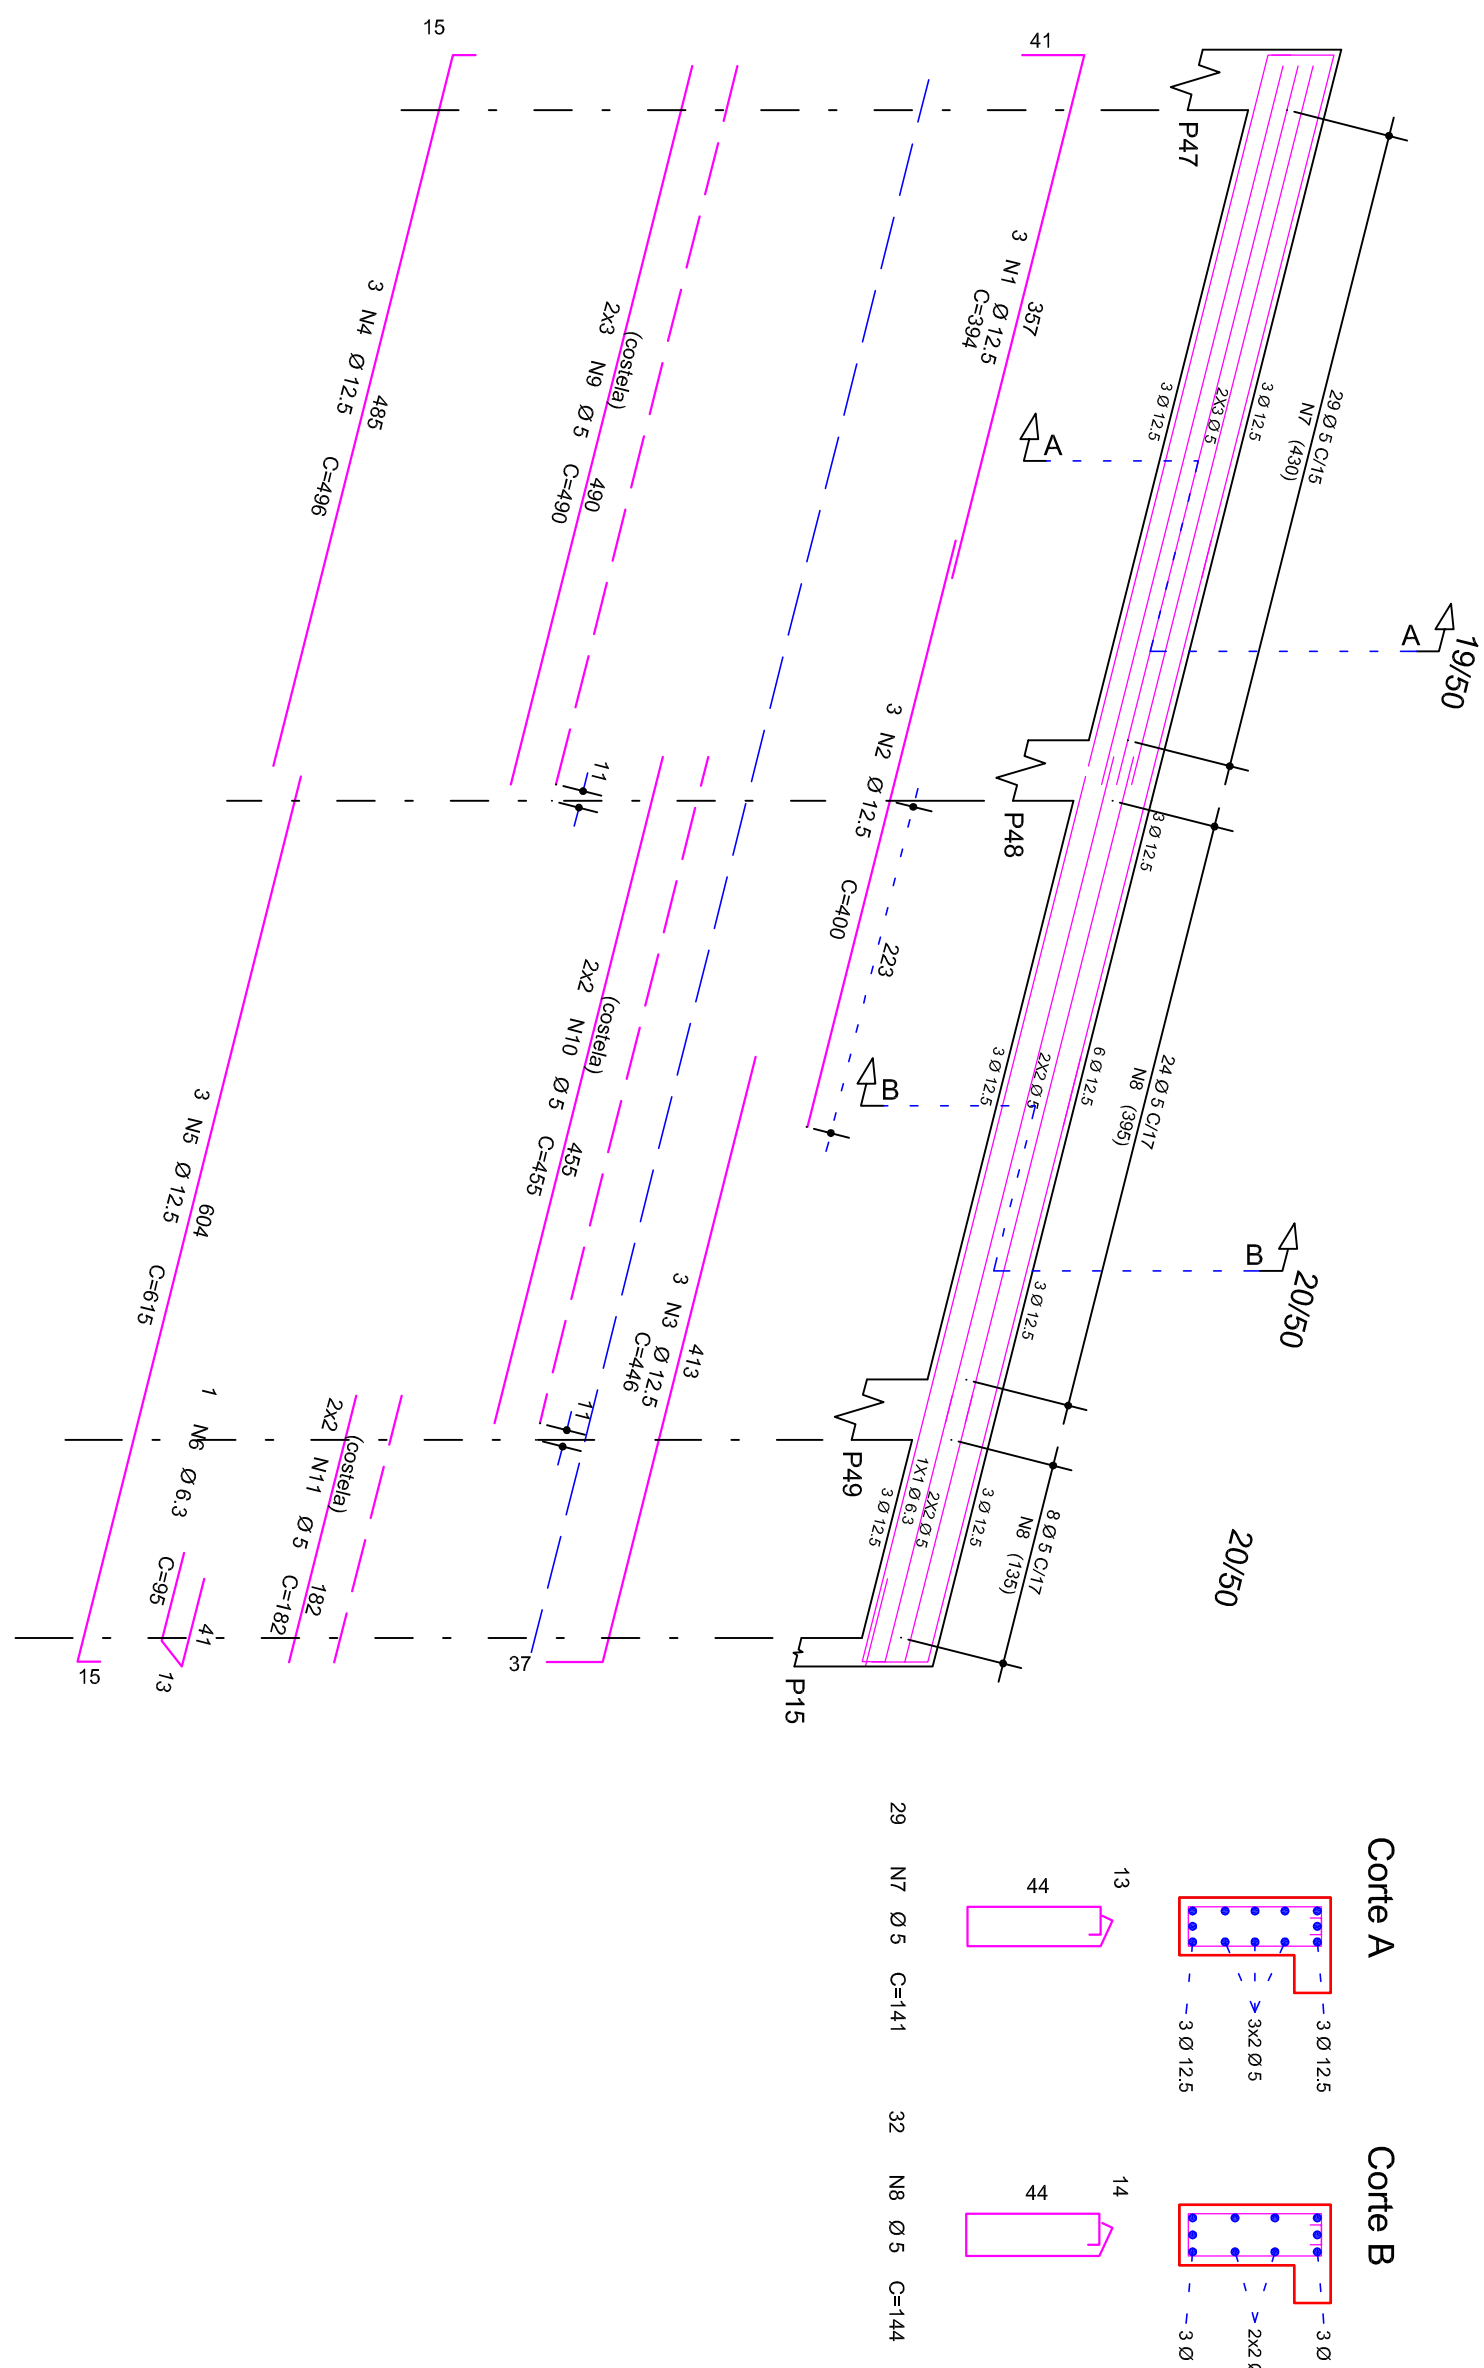 19/50
20/50
20/50
29 Ø 5 C/15
N7 (430)
24 Ø 5 C/17
N8 (395)
8 Ø 5 C/17
N8 (135)
A
A
B
B
3 Ø 12.5
2X3 Ø 5
3 Ø 12.5
3 Ø 12.5
6 Ø 12.5
2X2 Ø 5
3 Ø 12.5
3 Ø 12.5
3 Ø 12.5
2X2 Ø 5
1X1 Ø 6.3
3 Ø 12.5
P47
P48
P49
P15
41
357
3 N1 Ø 12.5
C=394
3 N2 Ø 12.5 C=400
223
413
3 N3 Ø 12.5
C=446
37
(costela)
490
2x3 N9 Ø 5 C=490
11
(costela)
455
2x2 N10 Ø 5 C=455
11
(costela)
182
2x2 N11 Ø 5 C=182
15
485
3 N4 Ø 12.5 C=496
604
3 N5 Ø 12.5 C=615
15
1 N6 Ø 6.3 C=95
41
13
Corte A
3 Ø 12.5
3x2 Ø 5
3 Ø 12.5
13
44
29 N7 Ø 5 C=141
Corte B
3 Ø
2x2 Ø
3 Ø
14
44
32 N8 Ø 5 C=144